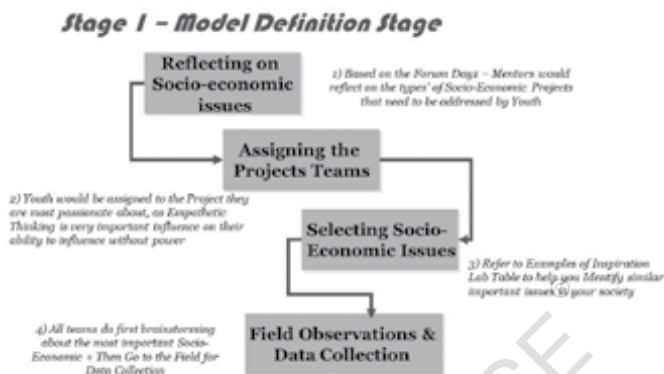 Stage 1 – Model Definition Stage
Reflecting on
Socio-economic
issues
1) Based on the Forum Day1 – Mentors would
reflect on the types' of Socio-Economic Projects
that need to be addressed by Youth
Assigning the
Projects Teams
2) Youth would be assigned to the Project they
are most passionate about, as Empathetic
Thinking is very important influence on their
ability to influence without power
Selecting Socio-
Economic Issues
3) Refer to Examples of Inspiration
Lab Table to help you Identify similar
important issues in your society
4) All teams do first brainstorming
about the most important Socio-
Economic + Then Go to the Field for
Data Collection
Field Observations &
Data Collection